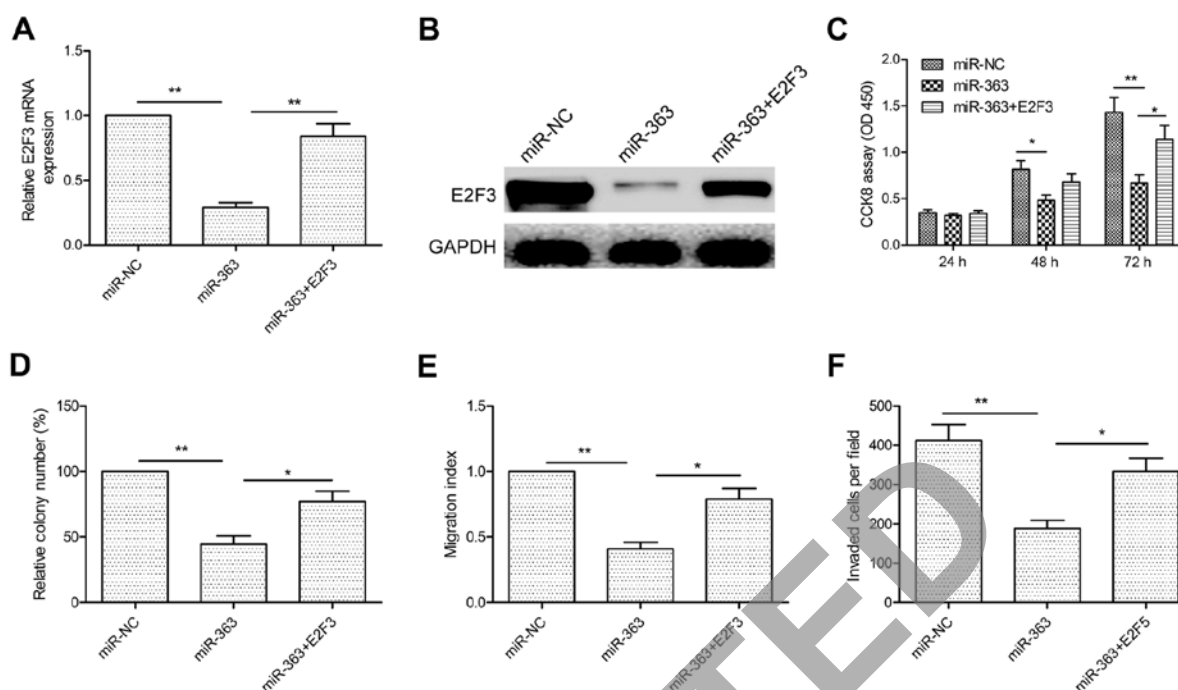 A
Relative E2F3 mRNA
expression
1.5
1.0
0.5
0.0
**
**
miR-NC
miR-363
miR-363+E2F3
B
miR-NC
miR-363
miR-363+E2F3
E2F3
GAPDH
C
CCK8 assay (OD 450)
2.0
1.5
1.0
0.5
0.0
miR-NC
miR-363
miR-363+E2F3
*
**
*
24 h
48 h
72 h
D
Relative colony number (%)
150
100
50
0
**
*
miR-NC
miR-363
miR-363+E2F3
E
Migration index
1.5
1.0
0.5
0.0
**
*
miR-NC
miR-363
miR-363+E2F3
F
Invaded cells per field
500
400
300
200
100
0
**
*
miR-NC
miR-363
miR-363+E2F5
TED